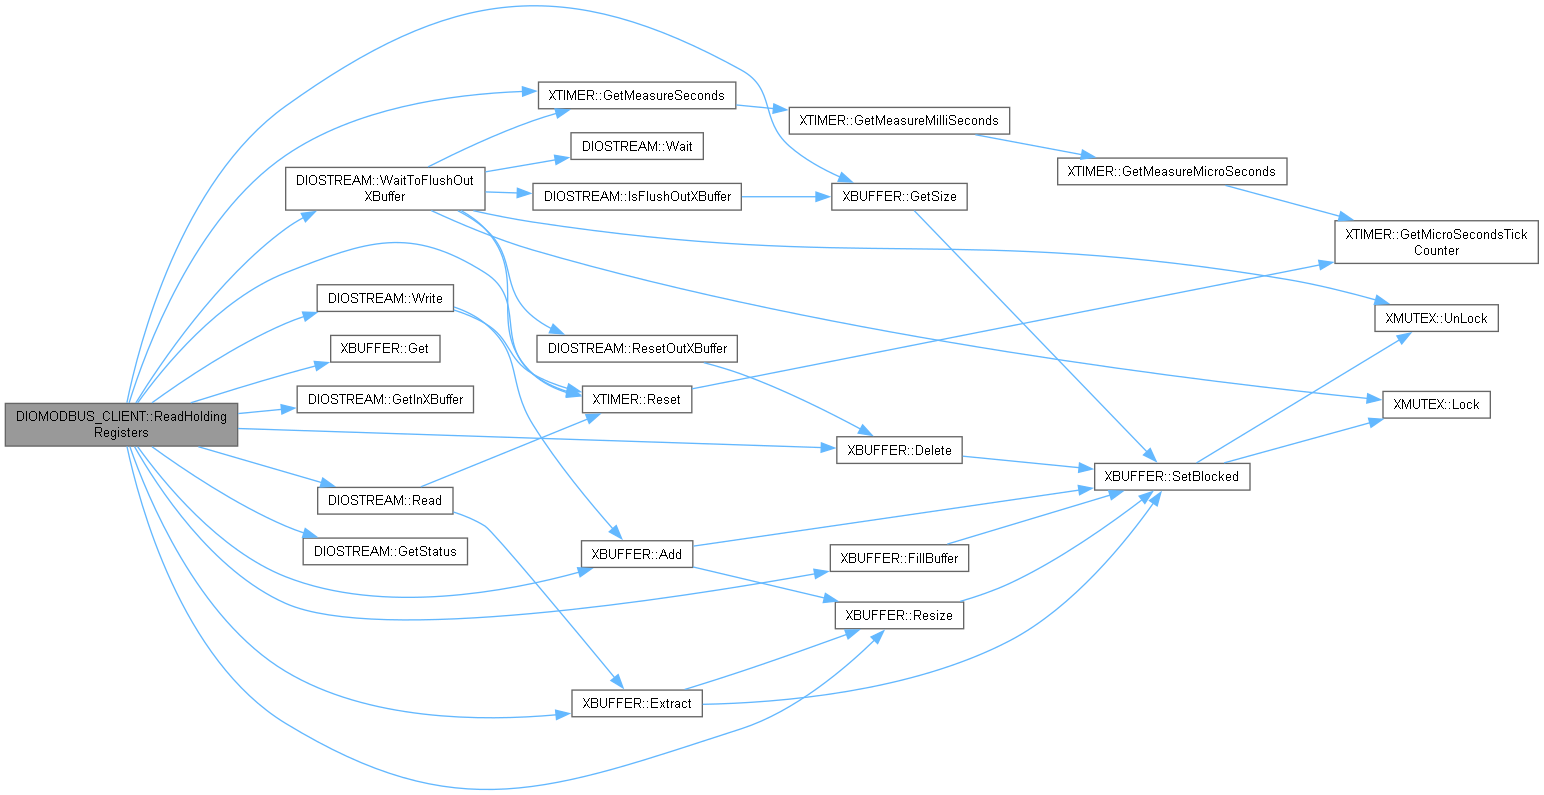 XTIMER::GetMeasureSeconds
XTIMER::GetMeasureMilliSeconds
DIOSTREAM::Wait
XTIMER::GetMeasureMicroSeconds
DIOSTREAM::WaitToFlushOut
XBuffer
DIOSTREAM::IsFlushOutXBuffer
XBUFFER::GetSize
XTIMER::GetMicroSecondsTick
Counter
DIOSTREAM::Write
XMUTEX::UnLock
XBUFFER::Get
DIOSTREAM::ResetOutXBuffer
DIOSTREAM::GetInXBuffer
XTIMER::Reset
XMUTEX::Lock
DIOMODBUS_CLIENT::ReadHolding
Registers
XBUFFER::Delete
XBUFFER::SetBlocked
DIOSTREAM::Read
DIOSTREAM::GetStatus
XBUFFER::Add
XBUFFER::FillBuffer
XBUFFER::Resize
XBUFFER::Extract